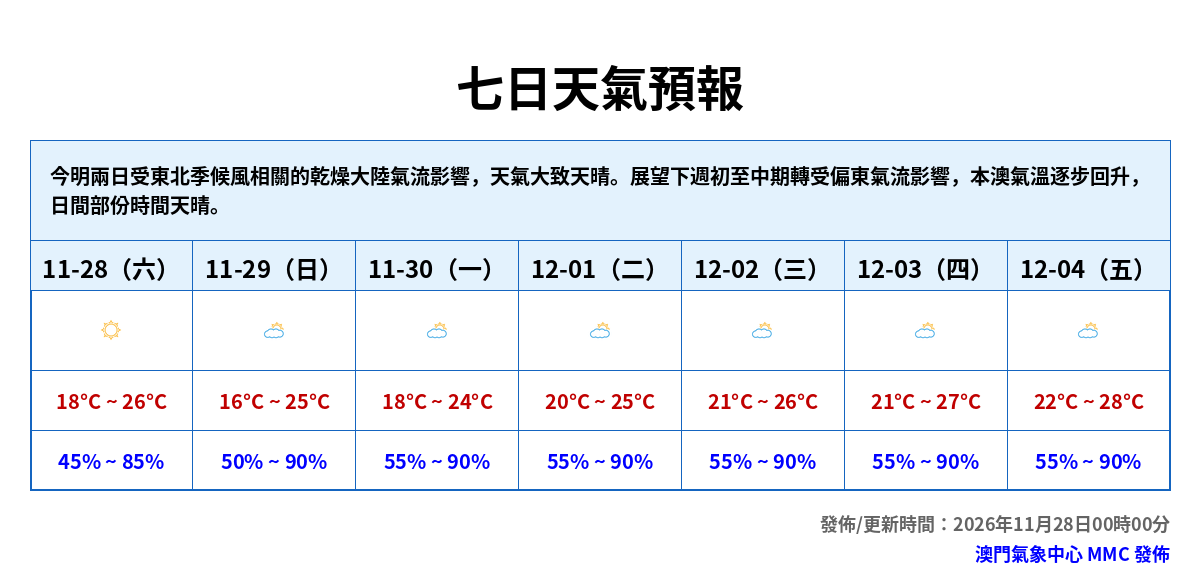 七日天氣預報
今明兩日受東北季候風相關的乾燥大陸氣流影響，天氣大致天晴。展望下週初至中期轉受偏東氣流影響，本澳氣溫逐步回升，
日間部份時間天晴。
11-28（六） 11-29（日） 11-30（一） 12-01（二） 12-02（三） 12-03（四） 12-04（五）
18°C ~ 26°C 16°C ~ 25°C 18°C ~ 24°C 20°C ~ 25°C 21°C ~ 26°C 21°C ~ 27°C 22°C ~ 28°C
45% ~ 85% 50% ~ 90% 55% ~ 90% 55% ~ 90% 55% ~ 90% 55% ~ 90% 55% ~ 90%
發佈/更新時間：2026年11月28日00時00分
澳門氣象中心 MMC 發佈